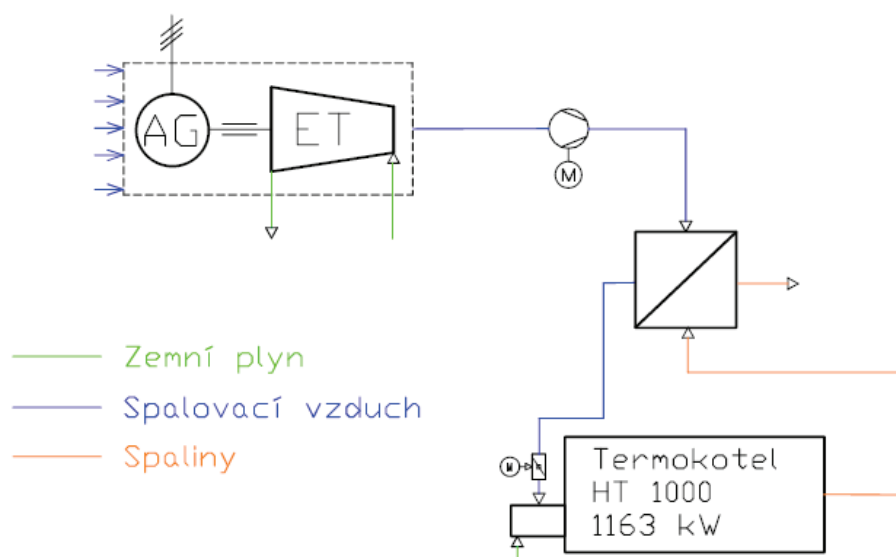 AG
ET
M
Zemní plyn
Spalovací vzduch
Spaliny
M
Termokotel
HT 1000
1163 kW